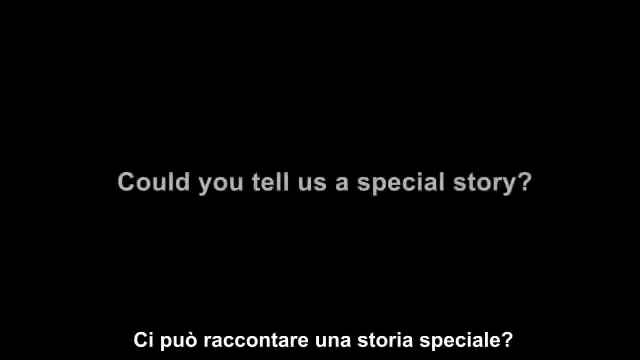 Could you tell us a special story?
Ci può raccontare una storia speciale?